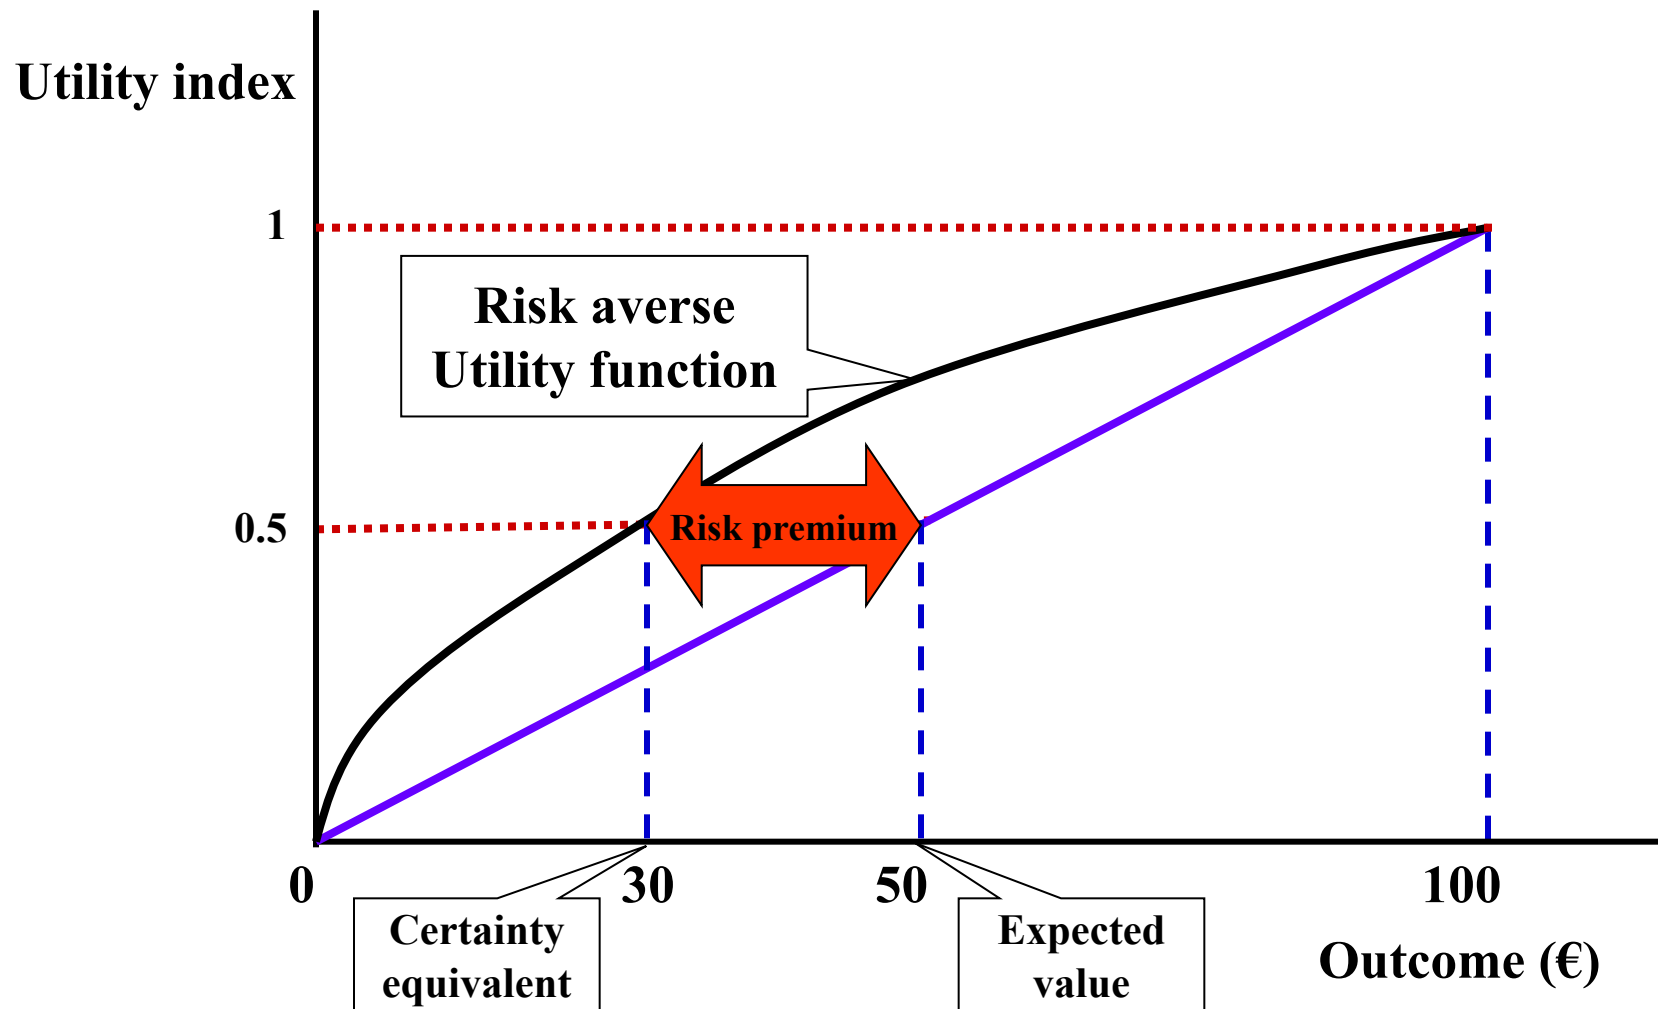 Utility index
1
Risk averse
Utility function
0.5
Risk premium
0
30
50
100
Certainty
equivalent
Expected
value
Outcome (€)